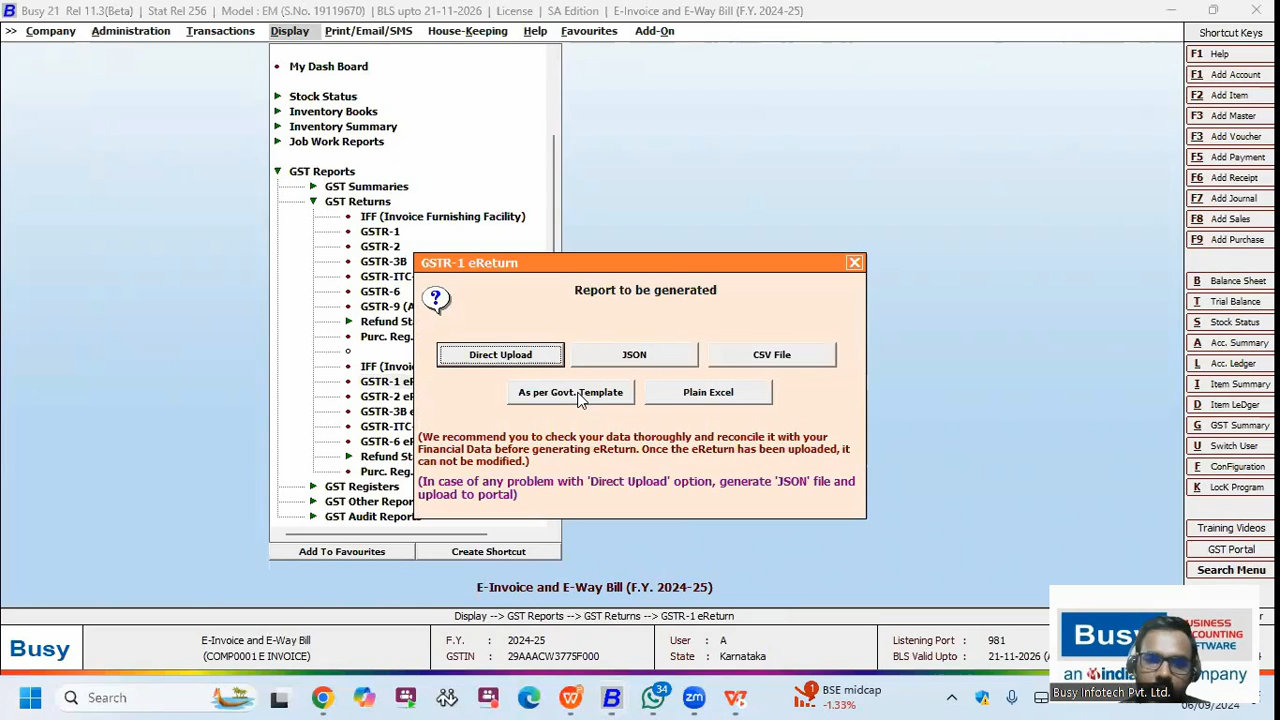 Busy 21 Rel 11.3(Beta) | Stat Rel 256 | Model : EM (S.No. 19119670) | BLS upto 21-11-2026 | License | SA Edition | E-Invoice and E-Way Bill (F.Y. 2024-25)
>> Company Administration Transactions Display Print/Email/SMS House-Keeping Help Favourites Add-On
Shortcut Keys
F1 Help
F1 Add Account
F2 Add Item
F3 Add Master
F3 Add Voucher
F5 Add Payment
F6 Add Receipt
F7 Add Journal
F8 Add Sales
F9 Add Purchase
B Balance Sheet
T Trial Balance
S Stock Status
A Acc. Summary
L Acc. Ledger
I Item Summary
D Item LeDger
G GST Summary
U Switch User
F Configuration
K LocK Program
Training Videos
GST Portal
Search Menu
My Dash Board
Stock Status
Inventory Books
Inventory Summary
Job Work Reports
GST Reports
GST Summaries
GST Returns
IFF (Invoice Furnishing Facility)
GSTR-1
GSTR-2
GSTR-3B
GSTR-ITC-
GSTR-6
GSTR-9 (A
Refund St
Purc. Reg.
IFF (Invoi
GSTR-1 eR
GSTR-2 eR
GSTR-3B e
GSTR-ITC-
GSTR-6 eR
Refund St
Purc. Reg.
GST Registers
GST Other Repor
GST Audit Report
Add To Favourites Create Shortcut
GSTR-1 eReturn
Report to be generated
Direct Upload JSON CSV File
As per Govt. Template Plain Excel
(We recommend you to check your data thoroughly and reconcile it with your
Financial Data before generating eReturn. Once the eReturn has been uploaded, it
can not be modified.)
(In case of any problem with 'Direct Upload' option, generate 'JSON' file and
upload to portal)
E-Invoice and E-Way Bill (F.Y. 2024-25)
Display --> GST Reports --> GST Returns --> GSTR-1 eReturn
Busy
E-Invoice and E-Way Bill
(COMP0001 E INVOICE)
F.Y. : 2024-25
GSTIN : 29AAACW3775F000
User : A
State : Karnataka
Listening Port : 981
BLS Valid Upto : 21-11-2026
Busy
BUSINESS
ACCOUNTING
SOFTWARE
an indi company
Busy Infotech Pvt. Ltd.
Search
34
1
BSE midcap
-1.33%
06/09/2024